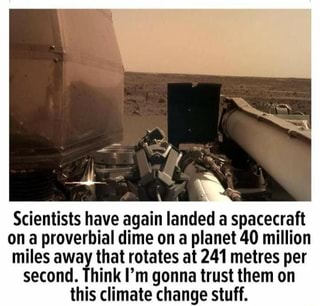 Scientists have again landed a spacecraft
on a proverbial dime on a planet 40 million
miles away that rotates at 241 metres per
second. Think I'm gonna trust them on
this climate change stuff.